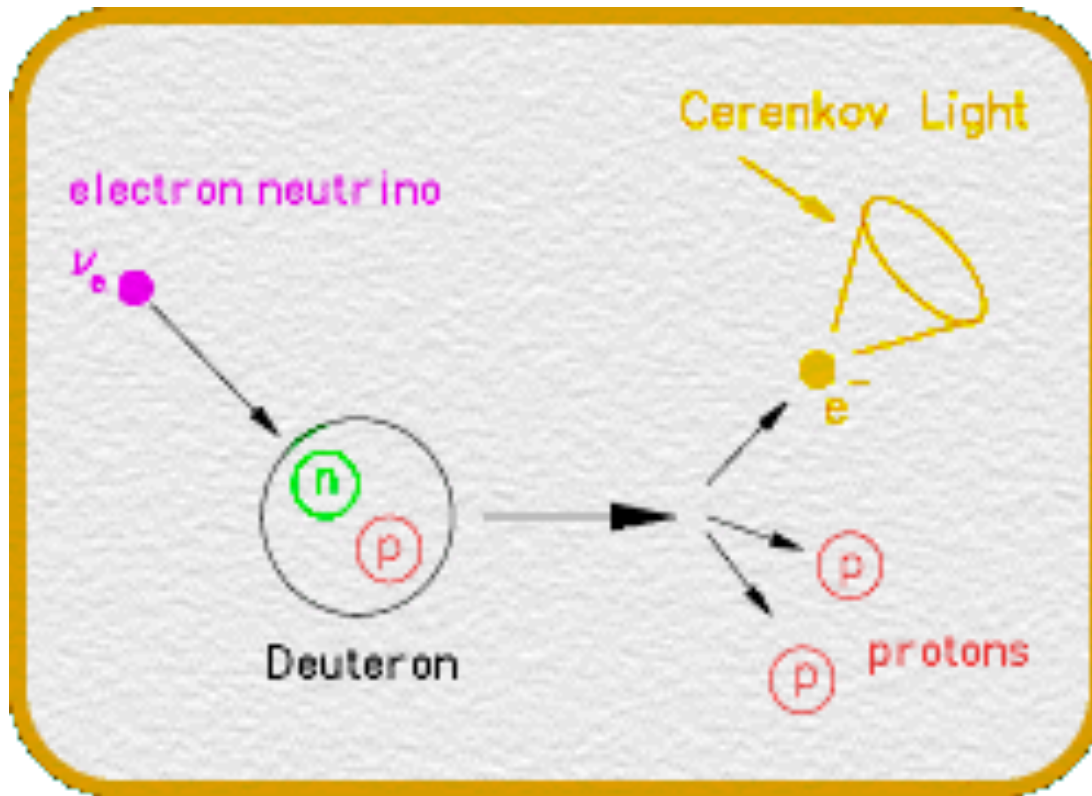 Cerenkov Light
electron neutrino
νe
e-
n
p
p
Deuteron
protons
p